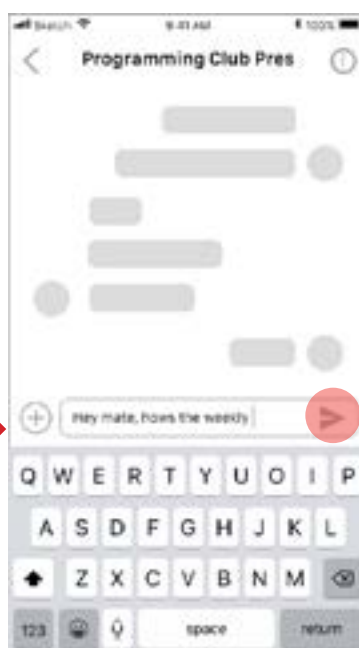 9:41 AM 100%
Programming Club Pres
Hey mate, hows the weekly
Q W E R T Y U O I P
A S D F G H J K L
Z X C V B N M
123 space return